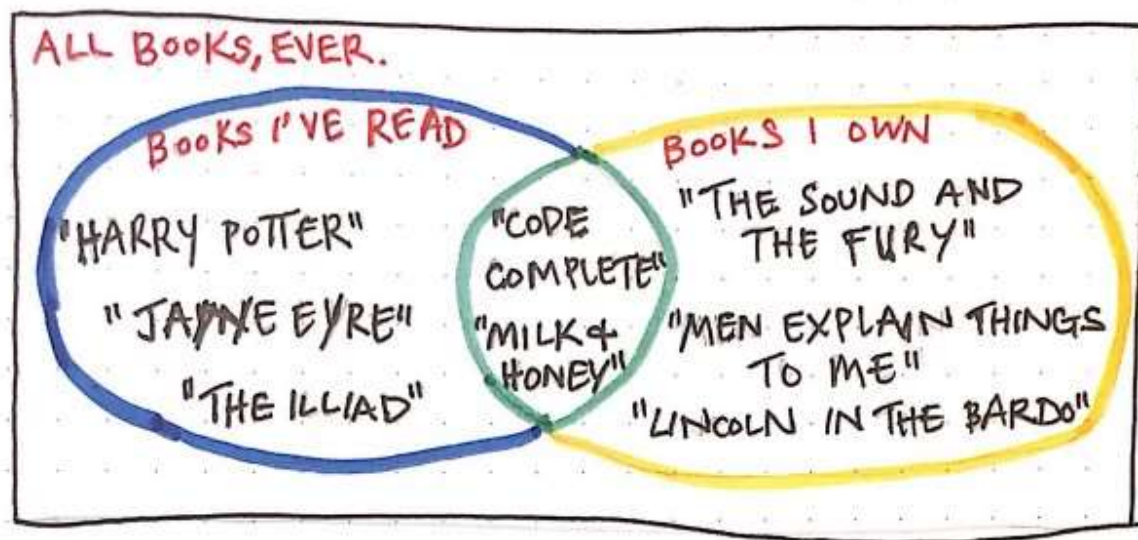 ALL BOOKS, EVER.
BOOKS I'VE READ
"HARRY POTTER"
"JAYNE EYRE"
"THE ILLIAD"
"CODE
COMPLETE"
"MILK &
HONEY"
BOOKS I OWN
"THE SOUND AND
THE FURY"
"MEN EXPLAIN THINGS
TO ME"
"LINCOLN IN THE BARDO"